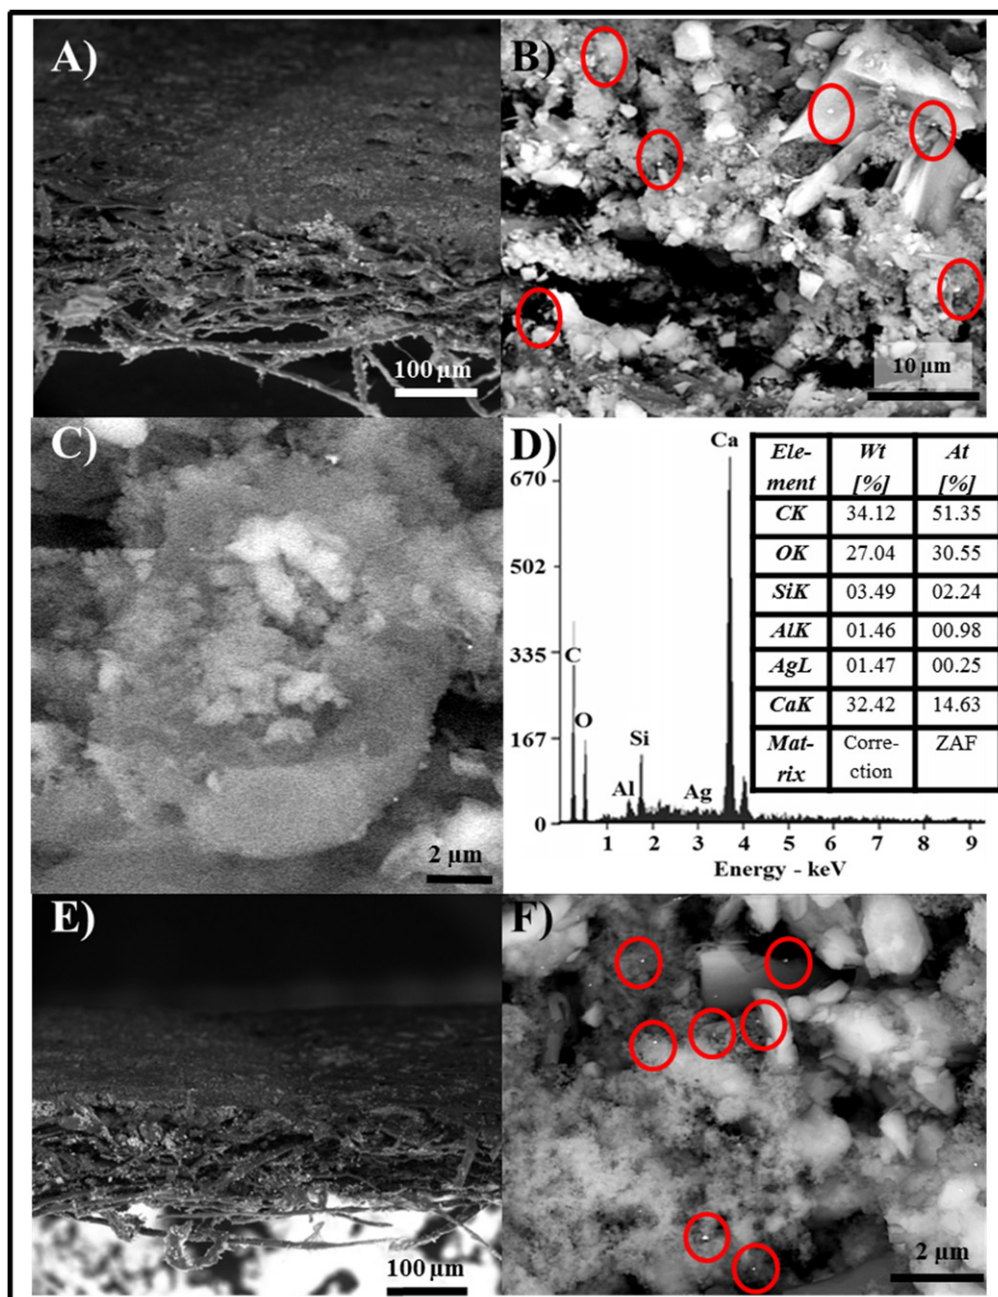 A)
100 µm
B)
10 µm
C)
2 µm
D)
670
502
335
167
0
C
O
Al
Si
Ag
Ca
1 2 3 4 5 6 7 8 9
Energy - keV
Ele-
ment Wt
[%] At
[%]
CK 34.12 51.35
OK 27.04 30.55
SiK 03.49 02.24
AlK 01.46 00.98
AgL 01.47 00.25
CaK 32.42 14.63
Mat-
rix Corre-
ction ZAF
E)
100 µm
F)
2 µm